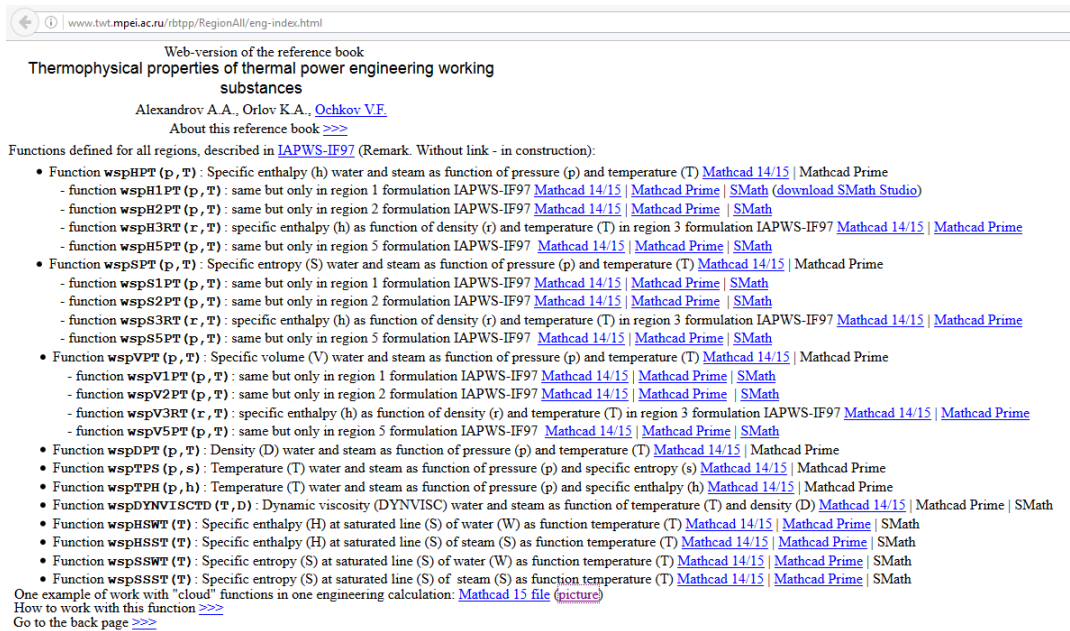 www.twt.mpei.ac.ru/rbtpp/RegionAll/eng-index.html
Web-version of the reference book
Thermophysical properties of thermal power engineering working
substances
Alexandrov A.A., Orlov K.A., Ochkov V.F.
About this reference book >>>
Functions defined for all regions, described in IAPWS-IF97 (Remark. Without link - in construction):
• Function wspHPT(p,T): Specific enthalpy (h) water and steam as function of pressure (p) and temperature (T) Mathcad 14/15 | Mathcad Prime
- function wspH1PT(p,T): same but only in region 1 formulation IAPWS-IF97 Mathcad 14/15 | Mathcad Prime | SMath (download SMath Studio)
- function wspH2PT(p,T): same but only in region 2 formulation IAPWS-IF97 Mathcad 14/15 | Mathcad Prime | SMath
- function wspH3RT(r,T): specific enthalpy (h) as function of density (r) and temperature (T) in region 3 formulation IAPWS-IF97 Mathcad 14/15 | Mathcad Prime
- function wspH5PT(p,T): same but only in region 5 formulation IAPWS-IF97 Mathcad 14/15 | Mathcad Prime | SMath
• Function wspSPT(p,T): Specific entropy (S) water and steam as function of pressure (p) and temperature (T) Mathcad 14/15 | Mathcad Prime
- function wspS1PT(p,T): same but only in region 1 formulation IAPWS-IF97 Mathcad 14/15 | Mathcad Prime | SMath
- function wspS2PT(p,T): same but only in region 2 formulation IAPWS-IF97 Mathcad 14/15 | Mathcad Prime | SMath
- function wspS3RT(r,T): specific enthalpy (h) as function of density (r) and temperature (T) in region 3 formulation IAPWS-IF97 Mathcad 14/15 | Mathcad Prime
- function wspS5PT(p,T): same but only in region 5 formulation IAPWS-IF97 Mathcad 14/15 | Mathcad Prime | SMath
• Function wspVPT(p,T): Specific volume (V) water and steam as function of pressure (p) and temperature (T) Mathcad 14/15 | Mathcad Prime
- function wspV1PT(p,T): same but only in region 1 formulation IAPWS-IF97 Mathcad 14/15 | Mathcad Prime | SMath
- function wspV2PT(p,T): same but only in region 2 formulation IAPWS-IF97 Mathcad 14/15 | Mathcad Prime | SMath
- function wspV3RT(r,T): specific enthalpy (h) as function of density (r) and temperature (T) in region 3 formulation IAPWS-IF97 Mathcad 14/15 | Mathcad Prime
- function wspV5PT(p,T): same but only in region 5 formulation IAPWS-IF97 Mathcad 14/15 | Mathcad Prime | SMath
• Function wspDPT(p,T): Density (D) water and steam as function of pressure (p) and temperature (T) Mathcad 14/15 | Mathcad Prime
• Function wspTPS(p,s): Temperature (T) water and steam as function of pressure (p) and specific entropy (s) Mathcad 14/15 | Mathcad Prime
• Function wspTPH(p,h): Temperature (T) water and steam as function of pressure (p) and specific enthalpy (h) Mathcad 14/15 | Mathcad Prime
• Function wspDYNVISCTD(T,D): Dynamic viscosity (DYNVISC) water and steam as function of temperature (T) and density (D) Mathcad 14/15 | Mathcad Prime | SMath
• Function wspHSWT(T): Specific enthalpy (H) at saturated line (S) of water (W) as function temperature (T) Mathcad 14/15 | Mathcad Prime | SMath
• Function wspHSST(T): Specific enthalpy (H) at saturated line (S) of steam (S) as function temperature (T) Mathcad 14/15 | Mathcad Prime | SMath
• Function wspSSWT(T): Specific entropy (S) at saturated line (S) of water (W) as function temperature (T) Mathcad 14/15 | Mathcad Prime | SMath
• Function wspSSST(T): Specific entropy (S) at saturated line (S) of steam (S) as function temperature (T) Mathcad 14/15 | Mathcad Prime | SMath
One example of work with "cloud" functions in one engineering calculation: Mathcad 15 file (picture)
How to work with this function >>>
Go to the back page >>>